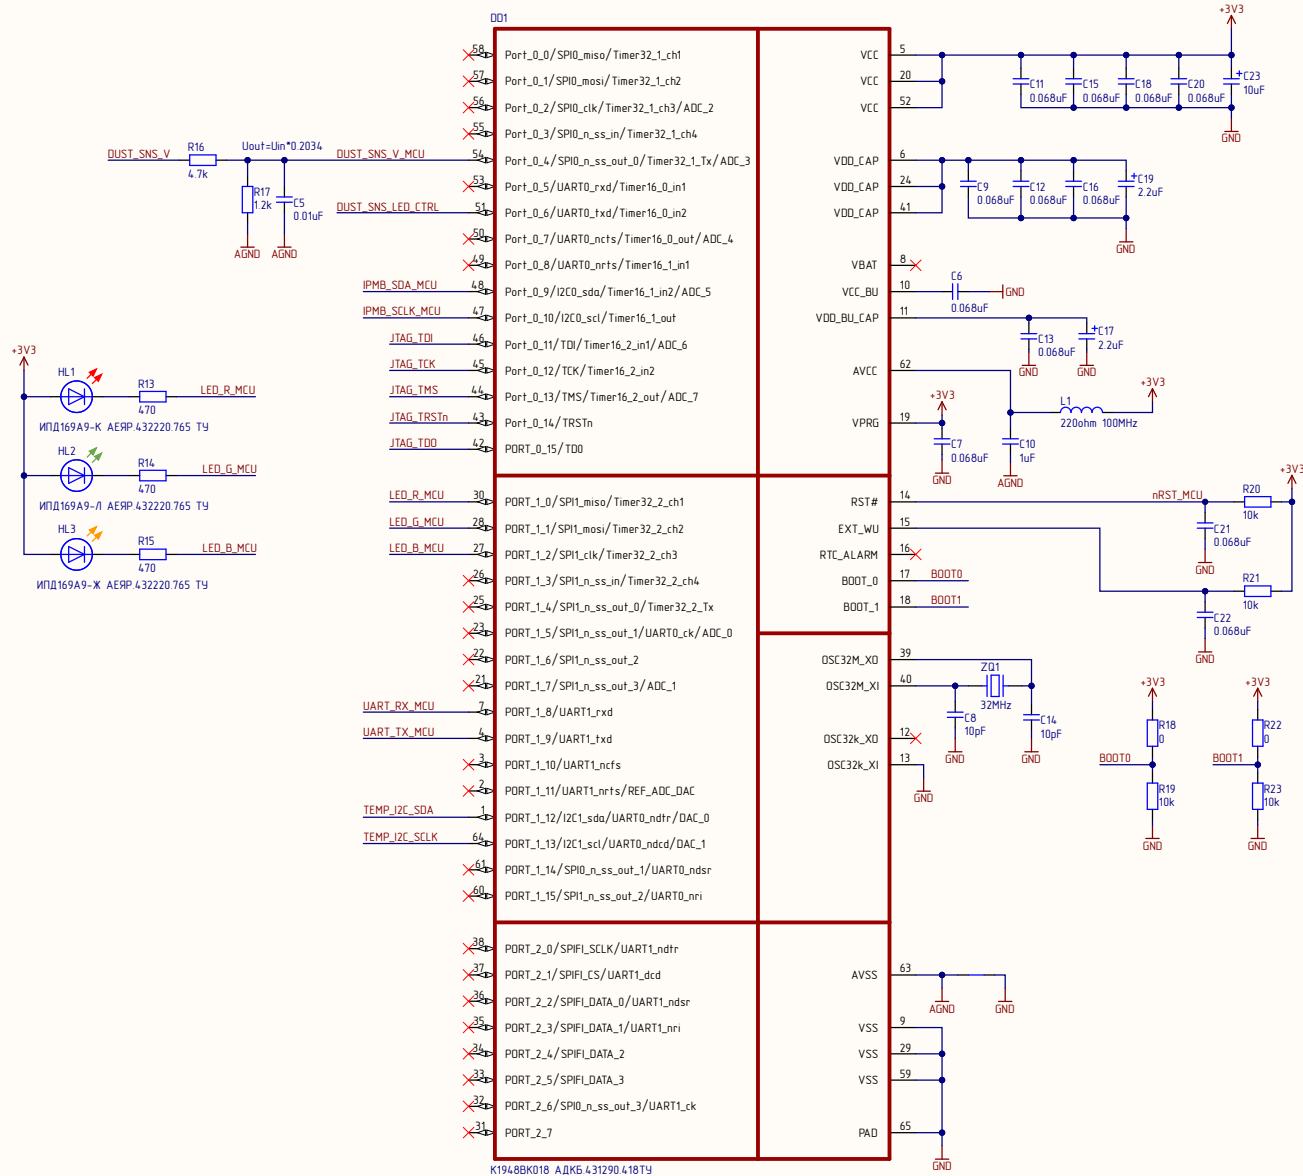 DD1
58 Port_0_0/SPI0_miso/Timer32_1_ch1
57 Port_0_1/SPI0_mosi/Timer32_1_ch2
56 Port_0_2/SPI0_clk/Timer32_1_ch3/ADC_2
55 Port_0_3/SPI0_n_ss_in/Timer32_1_ch4
DUST_SNS_V R16 4.7k Uout=Uin*0.2034 DUST_SNS_V_MCU 54 Port_0_4/SPI0_n_ss_out_0/Timer32_1_Tx/ADC_3
53 Port_0_5/UART0_rxd/Timer16_0_in1
R17 1.2k
C5 0.01uF
AGND AGND
DUST_SNS_LED_CTRL 51 Port_0_6/UART0_txd/Timer16_0_in2
50 Port_0_7/UART0_ncts/Timer16_0_out/ADC_4
49 Port_0_8/UART0_nrts/Timer16_1_in1
IPMB_SDA_MCU 48 Port_0_9/I2C0_sda/Timer16_1_in2/ADC_5
IPMB_SCLK_MCU 47 Port_0_10/I2C0_scl/Timer16_1_out
JTAG_TDI 46 Port_0_11/TDI/Timer16_2_in1/ADC_6
JTAG_TCK 45 Port_0_12/TCK/Timer16_2_in2
JTAG_TMS 44 Port_0_13/TMS/Timer16_2_out/ADC_7
JTAG_TRSTn 43 Port_0_14/TRSTn
JTAG_TDO 42 PORT_0_15/TDO
+3V3
HL1 R13 470 LED_R_MCU
ИПД169А9-К АЕЯР.432220.765 ТУ
HL2 R14 470 LED_G_MCU
ИПД169А9-Л АЕЯР.432220.765 ТУ
HL3 R15 470 LED_B_MCU
ИПД169А9-Ж АЕЯР.432220.765 ТУ
LED_R_MCU 30 PORT_1_0/SPI1_miso/Timer32_2_ch1
LED_G_MCU 28 PORT_1_1/SPI1_mosi/Timer32_2_ch2
LED_B_MCU 27 PORT_1_2/SPI1_clk/Timer32_2_ch3
26 PORT_1_3/SPI1_n_ss_in/Timer32_2_ch4
25 PORT_1_4/SPI1_n_ss_out_0/Timer32_2_Tx
23 PORT_1_5/SPI1_n_ss_out_1/UART0_ck/ADC_0
22 PORT_1_6/SPI1_n_ss_out_2
21 PORT_1_7/SPI1_n_ss_out_3/ADC_1
UART_RX_MCU 7 PORT_1_8/UART1_rxd
UART_TX_MCU 4 PORT_1_9/UART1_txd
3 PORT_1_10/UART1_ncfs
2 PORT_1_11/UART1_nrts/REF_ADC_DAC
TEMP_I2C_SDA 1 PORT_1_12/I2C1_sda/UART0_ndtr/DAC_0
TEMP_I2C_SCLK 64 PORT_1_13/I2C1_scl/UART0_ndcd/DAC_1
61 PORT_1_14/SPI0_n_ss_out_1/UART0_ndsr
60 PORT_1_15/SPI1_n_ss_out_2/UART0_nri
38 PORT_2_0/SPIFI_SCLK/UART1_ndtr
37 PORT_2_1/SPIFI_CS/UART1_dcd
36 PORT_2_2/SPIFI_DATA_0/UART1_ndsr
35 PORT_2_3/SPIFI_DATA_1/UART1_nri
34 PORT_2_4/SPIFI_DATA_2
33 PORT_2_5/SPIFI_DATA_3
32 PORT_2_6/SPI0_n_ss_out_3/UART1_ck
31 PORT_2_7
К1948ВК018 АДКБ.431290.418ТУ
+3V3
VCC 5
VCC 20
VCC 52
C11 0.068uF
C15 0.068uF
C18 0.068uF
C20 0.068uF
+ C23 10uF
GND
VDD_CAP 6
VDD_CAP 24
VDD_CAP 41
C9 0.068uF
C12 0.068uF
C16 0.068uF
+ C19 2.2uF
GND
VBAT 8
VCC_BU 10 C6 0.068uF GND
VDD_BU_CAP 11
C13 0.068uF
+ C17 2.2uF
GND GND
AVCC 62
L1 220ohm 100MHz +3V3
C10 1uF
AGND
VPRG 19 +3V3
C7 0.068uF
GND
RST# 14 nRST_MCU R20 10k +3V3
C21 0.068uF
GND
EXT_WU 15
R21 10k
C22 0.068uF
GND
RTC_ALARM 16
BOOT_0 17 BOOT0
BOOT_1 18 BOOT1
OSC32M_XO 39
OSC32M_XI 40
ZQ1 32MHz
C8 10pF
C14 10pF
GND GND
OSC32k_XO 12
OSC32k_XI 13
GND
+3V3 +3V3
R18 0 R22 0
BOOT0 BOOT1
R19 10k R23 10k
GND GND
AVSS 63
AGND GND
VSS 9
VSS 29
VSS 59
PAD 65
GND